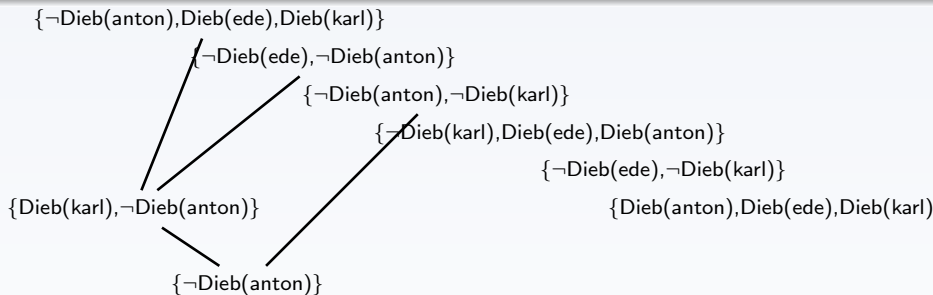 {¬Dieb(anton),Dieb(ede),Dieb(karl)}
{¬Dieb(ede),¬Dieb(anton)}
{¬Dieb(anton),¬Dieb(karl)}
{¬Dieb(karl),Dieb(ede),Dieb(anton)}
{¬Dieb(ede),¬Dieb(karl)}
{Dieb(karl),¬Dieb(anton)}
{Dieb(anton),Dieb(ede),Dieb(karl)
{¬Dieb(anton)}